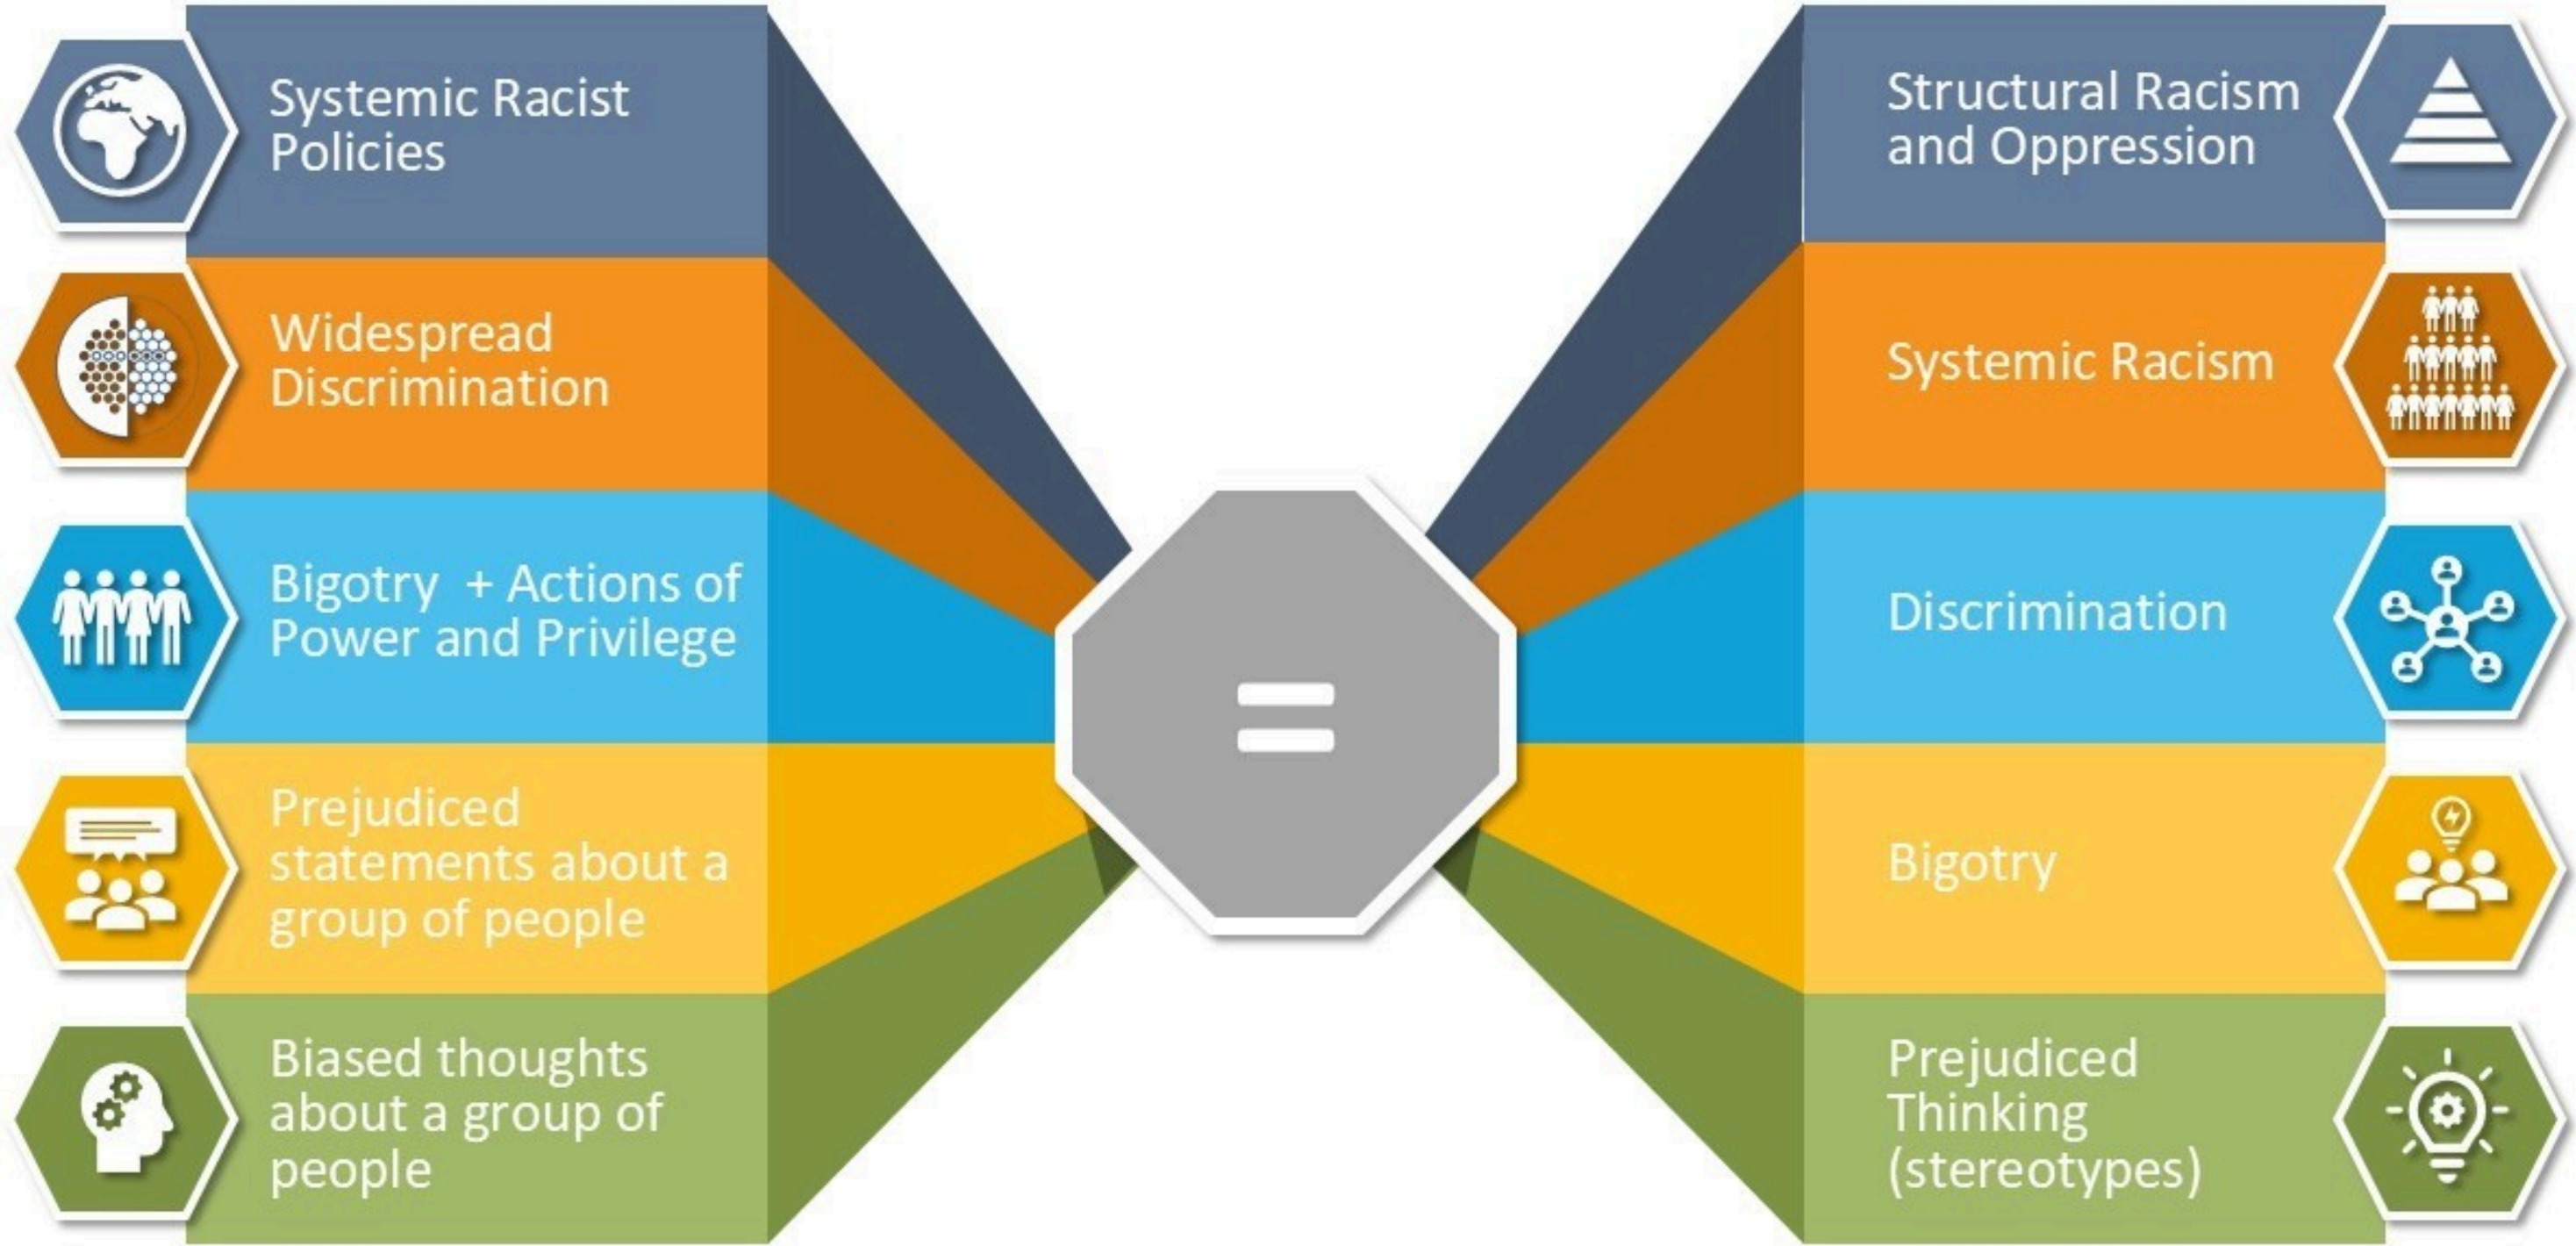 Systemic Racist
Policies
Structural Racism
and Oppression
Widespread
Discrimination
Systemic Racism
Bigotry + Actions of
Power and Privilege
Discrimination
=
Prejudiced
statements about a
group of people
Bigotry
Biased thoughts
about a group of
people
Prejudiced
Thinking
(stereotypes)